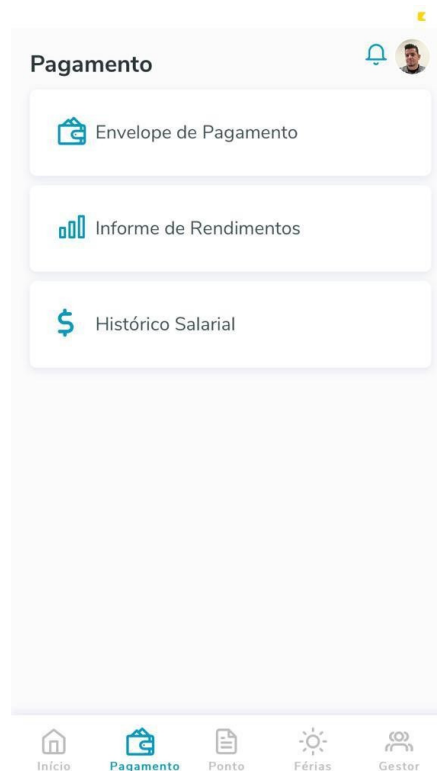 Pagamento
Envelope de Pagamento
Informe de Rendimentos
Histórico Salarial
Início
Pagamento
Ponto
Férias
Gestor